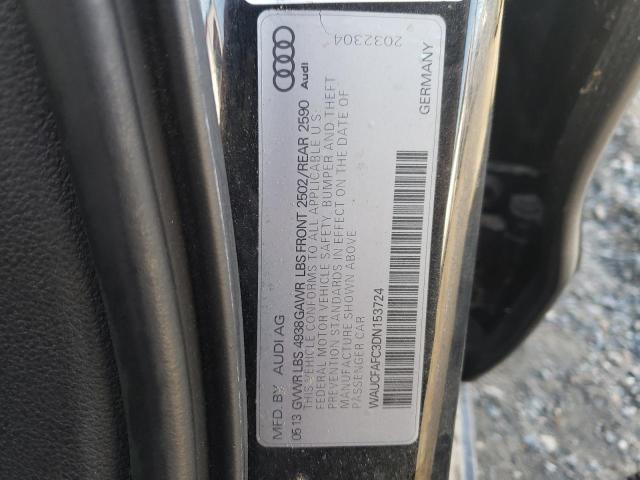 MFD. BY AUDI AG Audi
05 13 GVWR LBS 4938 GAWR LBS FRONT 2502/REAR 2590
THIS VEHICLE CONFORMS TO ALL APPLICABLE U S
FEDERAL MOTOR VEHICLE SAFETY, BUMPER AND THEFT
PREVENTION STANDARDS IN EFFECT ON THE DATE OF
MANUFACTURE SHOWN ABOVE
PASSENGER CAR
2032304
WAUCFAFC3DN153724 GERMANY